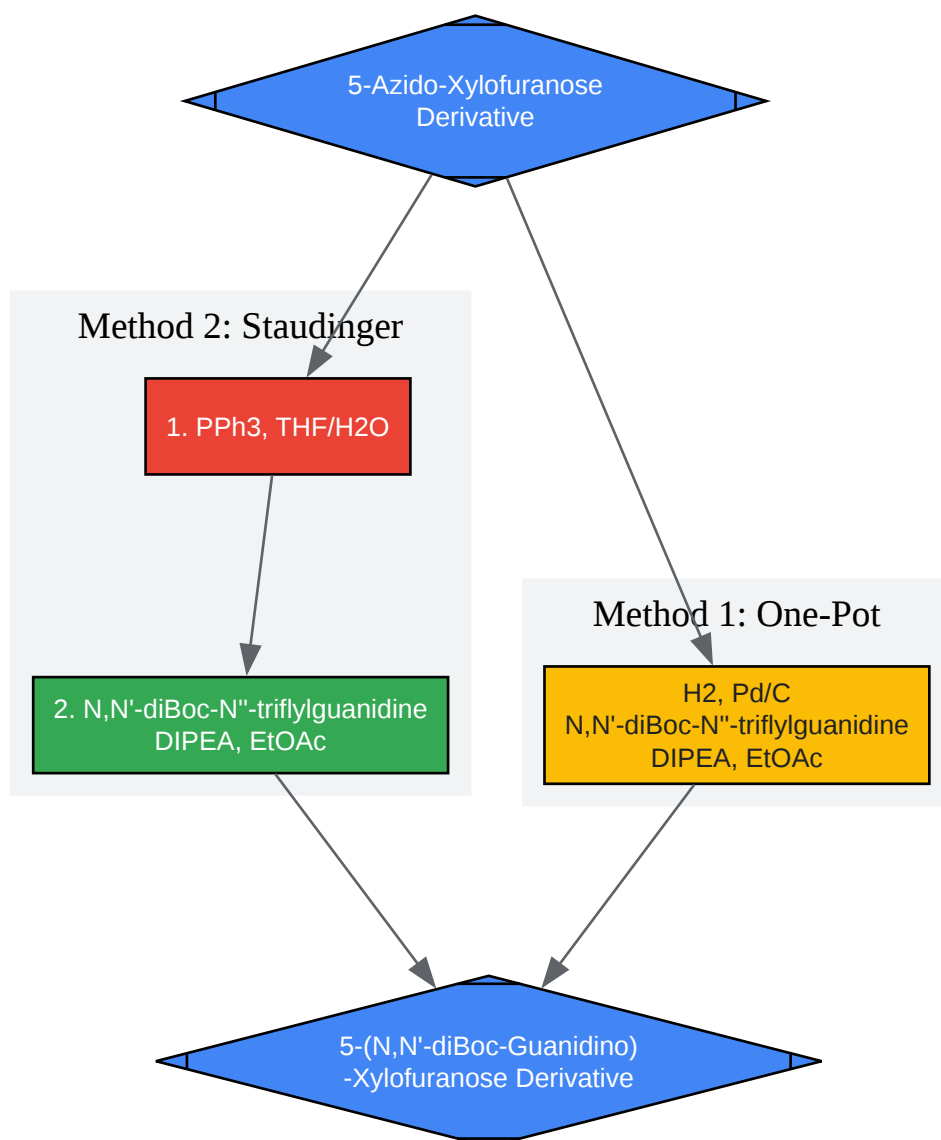 5-Azido-Xylofuranose
Derivative
Method 2: Staudinger
1. PPh3, THF/H2O
2. N,N'-diBoc-N''-triflylguanidine
DIPEA, EtOAc
Method 1: One-Pot
H2, Pd/C
N,N'-diBoc-N''-triflylguanidine
DIPEA, EtOAc
5-(N,N'-diBoc-Guanidino)
-Xylofuranose Derivative